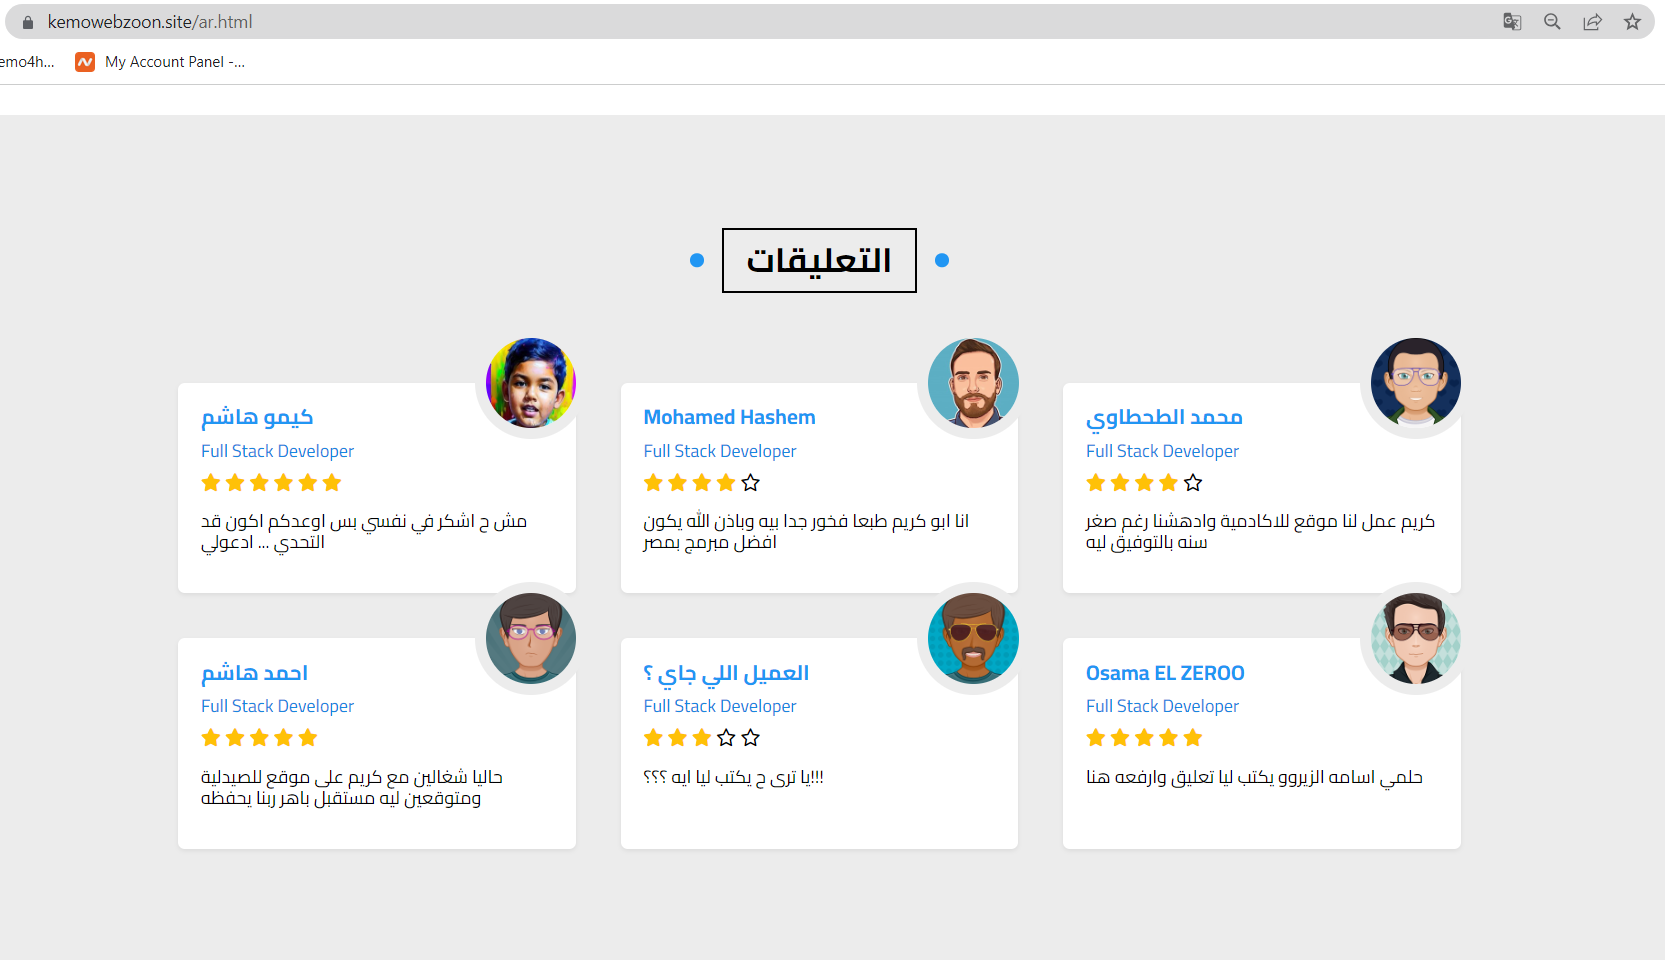 kemowebzoon.site/ar.html
emo4h...
My Account Panel -...
التعليقات
كيمو هاشم
Full Stack Developer
مش ح اشكر في نفسي بس اوعدكم اكون قد
التحدي ... ادعولي
Mohamed Hashem
Full Stack Developer
انا ابو كريم طبعا فخور جدا بيه وباذن الله يكون
افضل مبرمج بمصر
محمد الطحطاوي
Full Stack Developer
كريم عمل لنا موقع للاكادمية وادهشنا رغم صغر
سنه بالتوفيق ليه
احمد هاشم
Full Stack Developer
حاليا شغالين مع كريم على موقع للصيدلية
ومتوقعين ليه مستقبل باهر ربنا يحفظه
العميل اللي جاي ؟
Full Stack Developer
يا ترى ح يكتب ليا ايه ؟؟؟!!!
Osama EL ZEROO
Full Stack Developer
حلمي اسامه الزيروو يكتب ليا تعليق وارفعه هنا